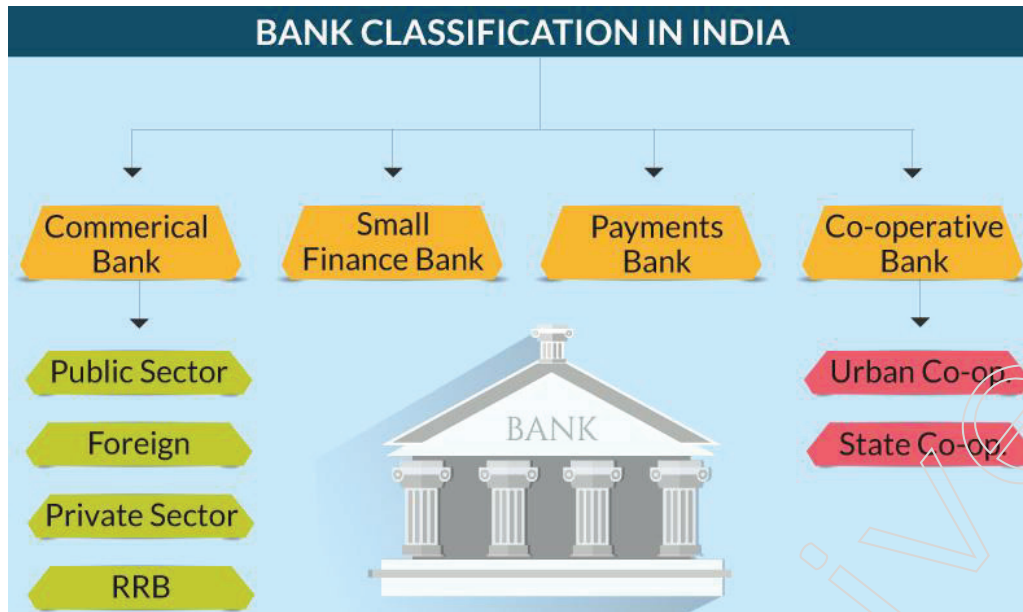 BANK CLASSIFICATION IN INDIA
Commerical
Bank
Small
Finance Bank
Payments
Bank
Co-operative
Bank
Public Sector
Foreign
Private Sector
RRB
BANK
Urban Co-op.
State Co-op.